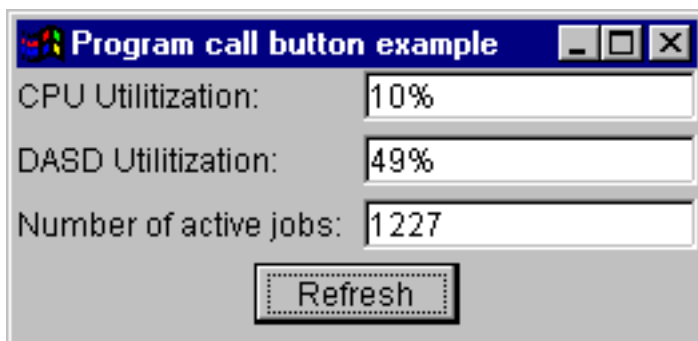 Program call button example
CPU Utilitization: 10%
DASD Utilitization: 49%
Number of active jobs: 1227
Refresh